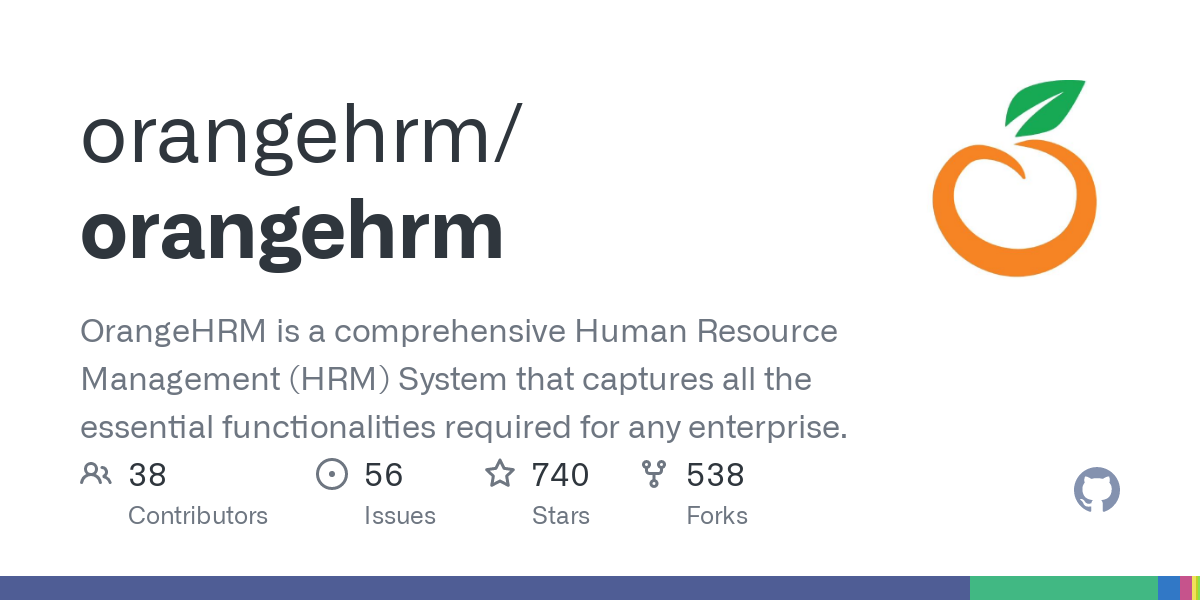 orangehrm/
orangehrm
OrangeHRM is a comprehensive Human Resource
Management (HRM) System that captures all the
essential functionalities required for any enterprise.
38 56 740 538
Contributors Issues Stars Forks